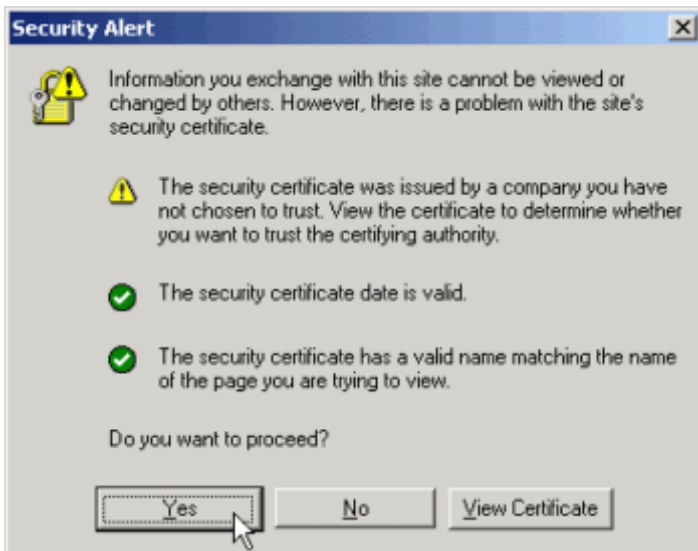 Security Alert
Information you exchange with this site cannot be viewed or
changed by others. However, there is a problem with the site's
security certificate.
The security certificate was issued by a company you have
not chosen to trust. View the certificate to determine whether
you want to trust the certifying authority.
The security certificate date is valid.
The security certificate has a valid name matching the name
of the page you are trying to view.
Do you want to proceed?
Yes No View Certificate